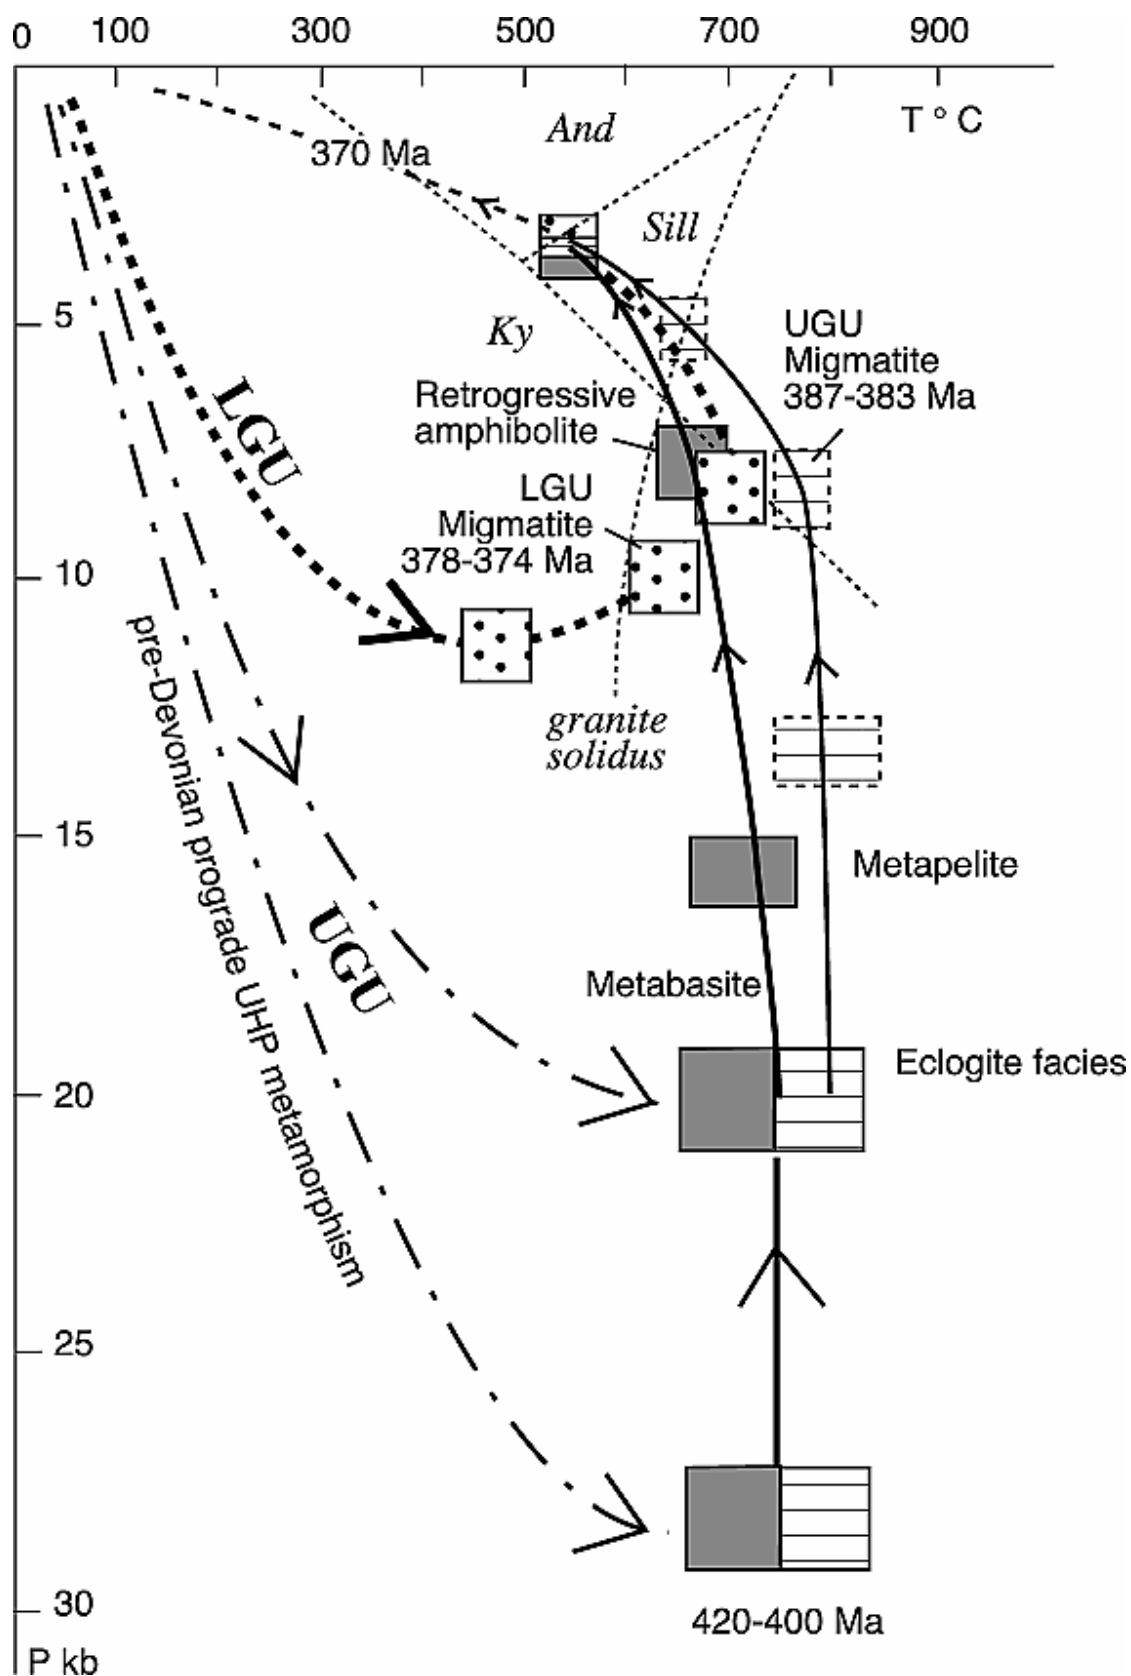 0 100 300 500 700 900
T ° C
And
370 Ma
Sill
5
Ky
UGU
Migmatite
387-383 Ma
Retrogressive
amphibolite
LGU
LGU
Migmatite
378-374 Ma
10
granite
solidus
pre-Devonian prograde UHP metamorphism
15
Metapelite
UGU
Metabasite
Eclogite facies
20
25
30
420-400 Ma
P kb